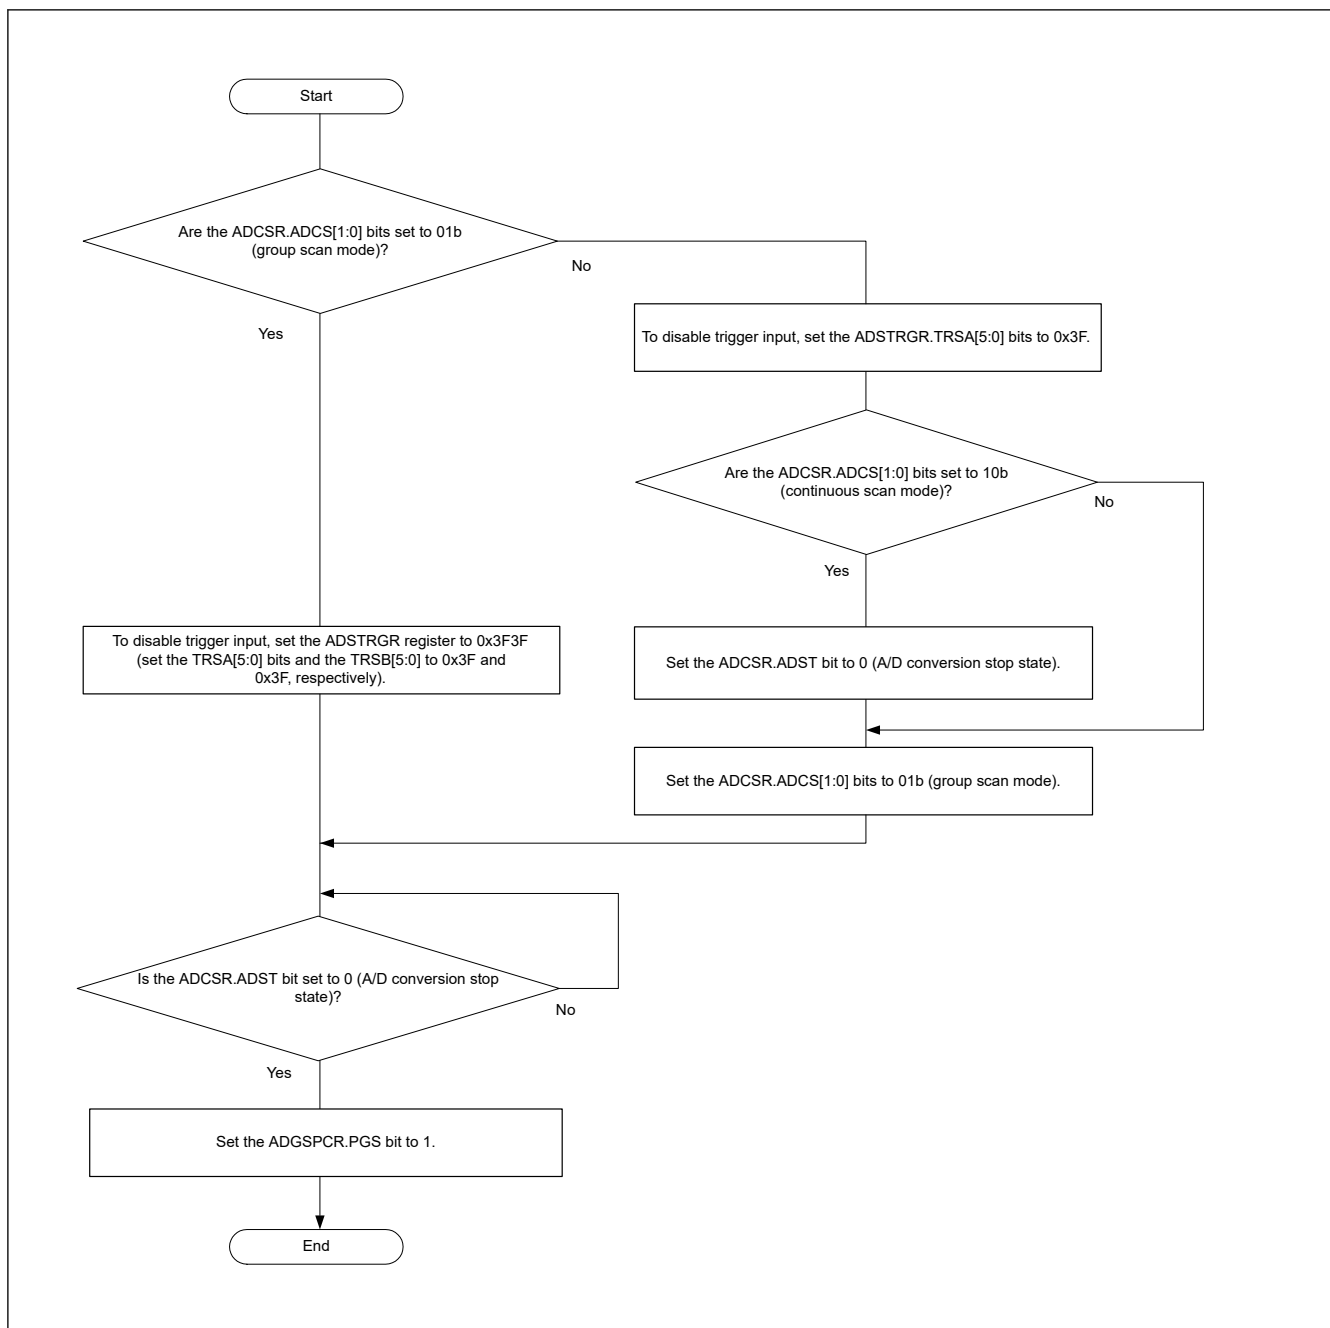 Start
Are the ADCSR.ADCS[1:0] bits set to 01b
(group scan mode)?
No
Yes
To disable trigger input, set the ADSTRGR.TRSA[5:0] bits to 0x3F.
Are the ADCSR.ADCS[1:0] bits set to 10b
(continuous scan mode)?
No
Yes
To disable trigger input, set the ADSTRGR register to 0x3F3F
(set the TRSA[5:0] bits and the TRSB[5:0] to 0x3F and
0x3F, respectively).
Set the ADCSR.ADST bit to 0 (A/D conversion stop state).
Set the ADCSR.ADCS[1:0] bits to 01b (group scan mode).
Is the ADCSR.ADST bit set to 0 (A/D conversion stop
state)?
No
Yes
Set the ADGSPCR.PGS bit to 1.
End